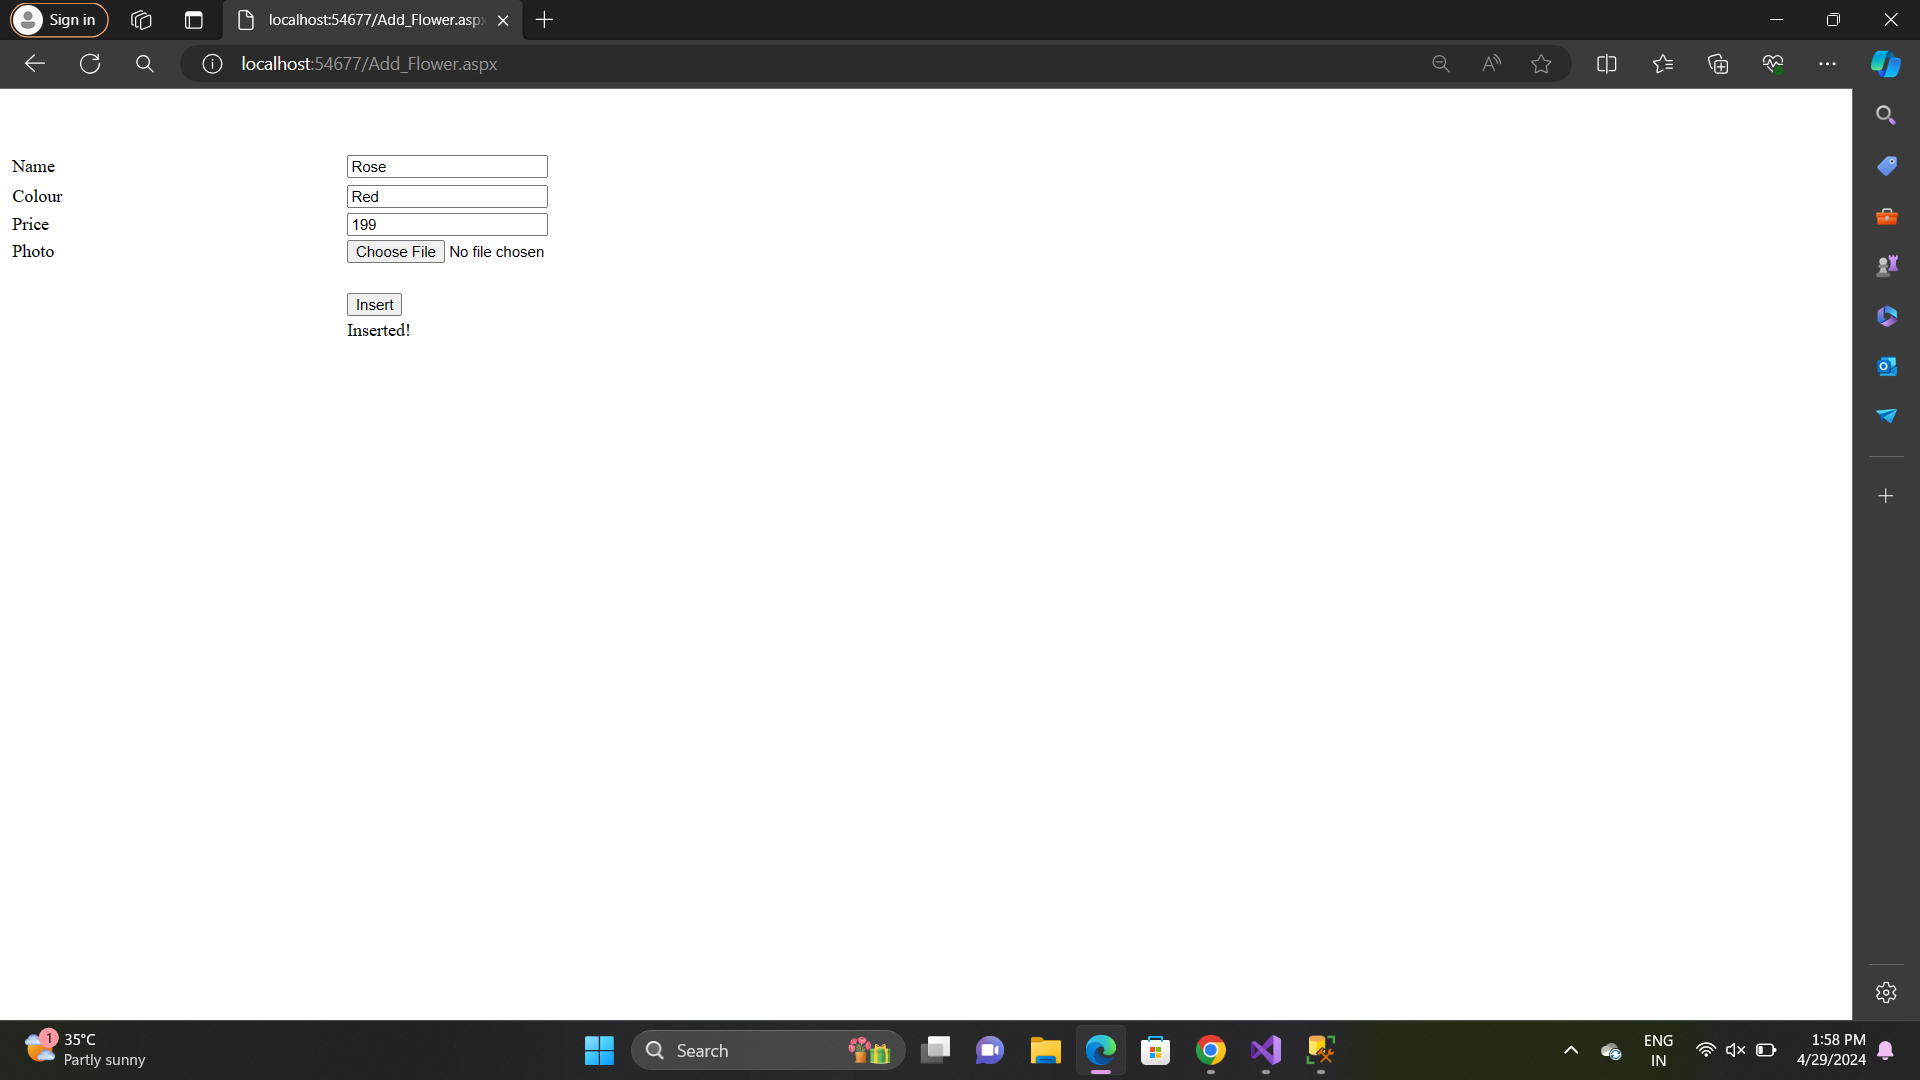 Sign in
localhost:54677/Add_Flower.asp
localhost:54677/Add_Flower.aspx
Name Rose
Colour Red
Price 199
Photo Choose File No file chosen
Insert
Inserted!
1 35°C
Partly sunny
Search
ENG
IN
1:58 PM
4/29/2024